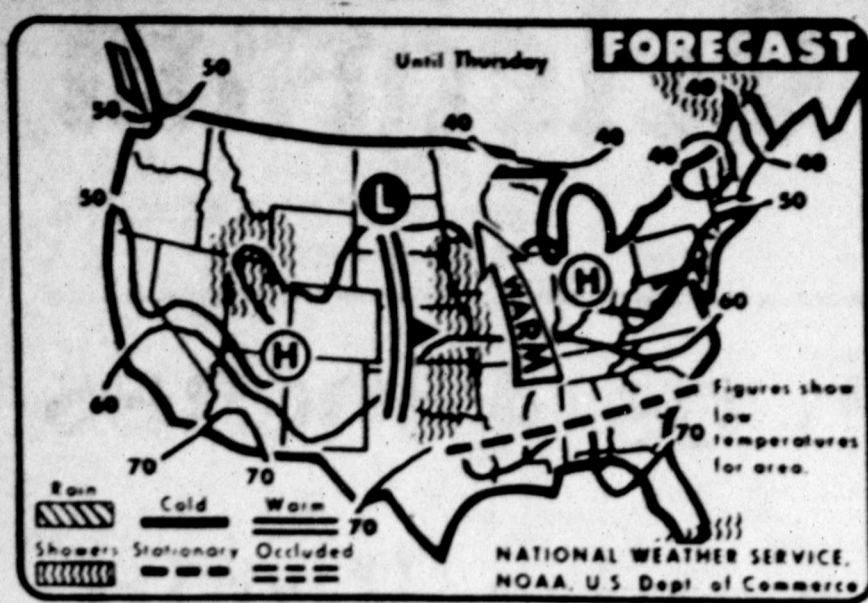 FORECAST
Until Thursday
50
50
50
40
40
40
40
40
50
60
60
70
70
70
70
L
H
H
WARM
Figures show
low
temperatures
for area.
Rain
Cold
Warm
Showers
Stationary
Occluded
NATIONAL WEATHER SERVICE,
NOAA, U.S. Dept. of Commerce